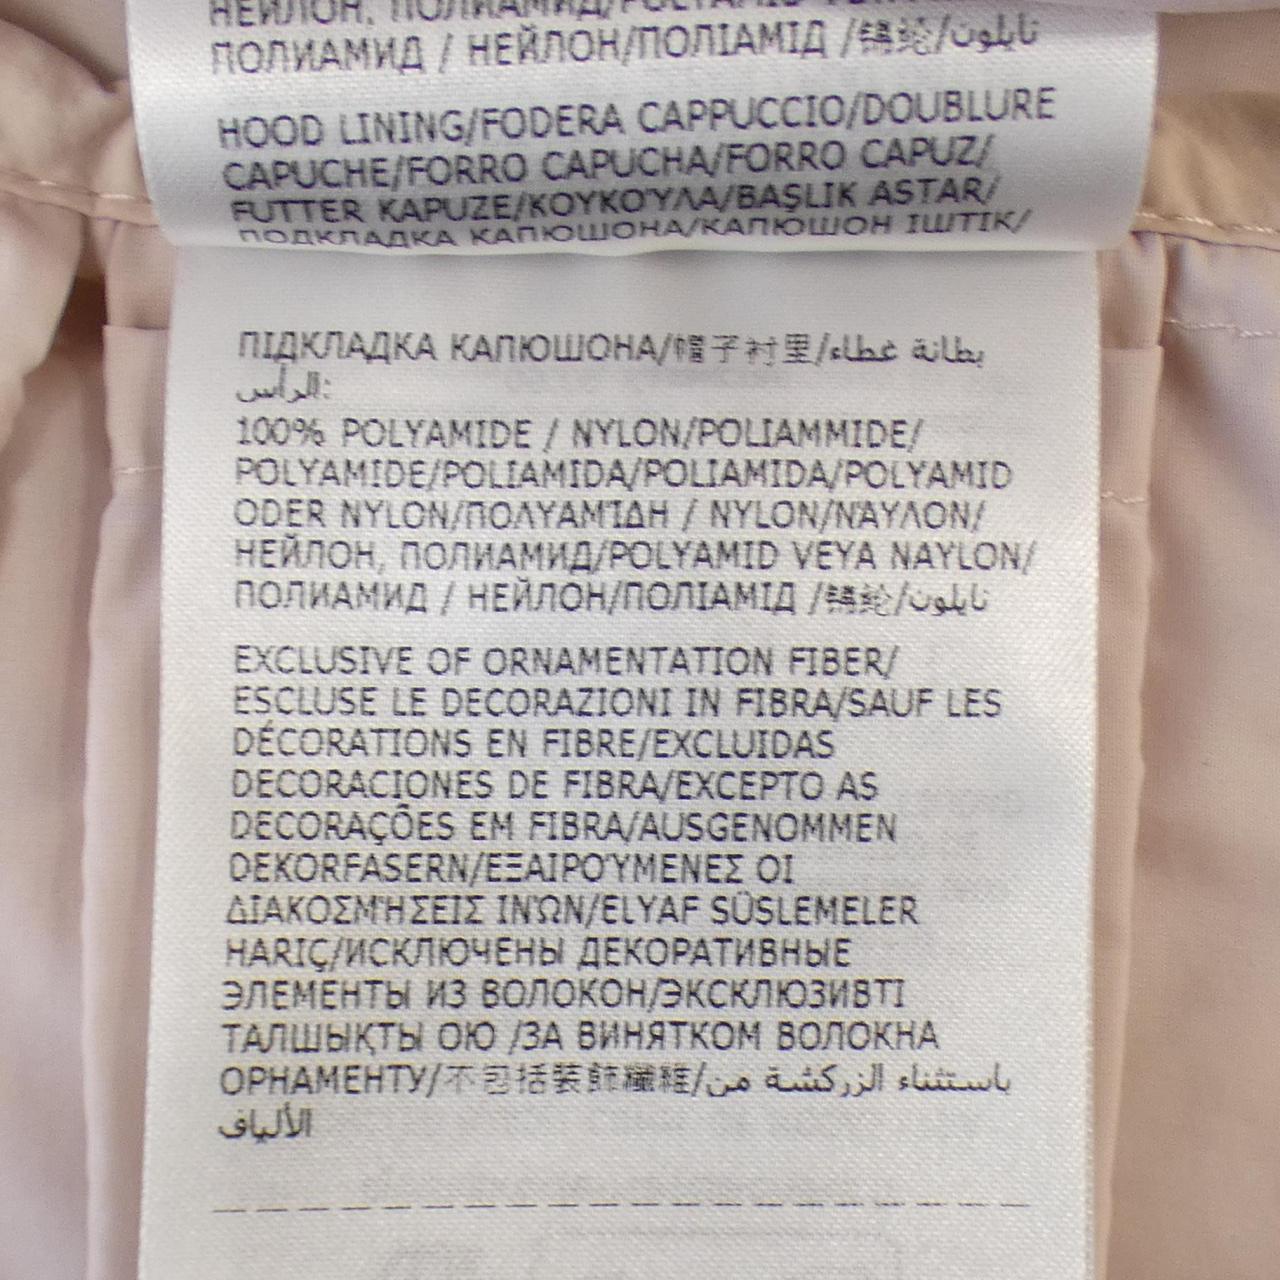 НЕЙЛОН, ПОЛИАМИД/POLYAMID VEYA
ПОЛИАМИД / НЕЙЛОН/ПОЛІАМІД /锦纶/نايلون
HOOD LINING/FODERA CAPPUCCIO/DOUBLURE
CAPUCHE/FORRO CAPUCHA/FORRO CAPUZ/
FUTTER KAPUZE/ΚΟΥΚΟΎΛΑ/BAŞLIK ASTAR/
ПОДКЛАДКА КАПЮШОНА/КАПЮШОН ІШТІК/
ПІДКЛАДКА КАПЮШОНА/帽子衬里/بطانة غطاء
الرأس:
100% POLYAMIDE / NYLON/POLIAMMIDE/
POLYAMIDE/POLIAMIDA/POLIAMIDA/POLYAMID
ODER NYLON/ΠΟΛΥΑΜΊΔΗ / NYLON/ΝΆΥΛΟΝ/
НЕЙЛОН, ПОЛИАМИД/POLYAMID VEYA NAYLON/
ПОЛИАМИД / НЕЙЛОН/ПОЛІАМІД /锦纶/نايلون
EXCLUSIVE OF ORNAMENTATION FIBER/
ESCLUSE LE DECORAZIONI IN FIBRA/SAUF LES
DÉCORATIONS EN FIBRE/EXCLUIDAS
DECORACIONES DE FIBRA/EXCEPTO AS
DECORAÇÕES EM FIBRA/AUSGENOMMEN
DEKORFASERN/ΕΞΑΙΡΟΎΜΕΝΕΣ ΟΙ
ΔΙΑΚΟΣΜΉΣΕΙΣ ΙΝΏΝ/ELYAF SÜSLEMELER
HARIÇ/ИСКЛЮЧЕНЫ ДЕКОРАТИВНЫЕ
ЭЛЕМЕНТЫ ИЗ ВОЛОКОН/ЭКСКЛЮЗИВТІ
ТАЛШЫҚТЫ ОЮ /ЗА ВИНЯТКОМ ВОЛОКНА
ОРНАМЕНТУ/不包括装飾纖維/باستثناء الزركشة من
الألياف